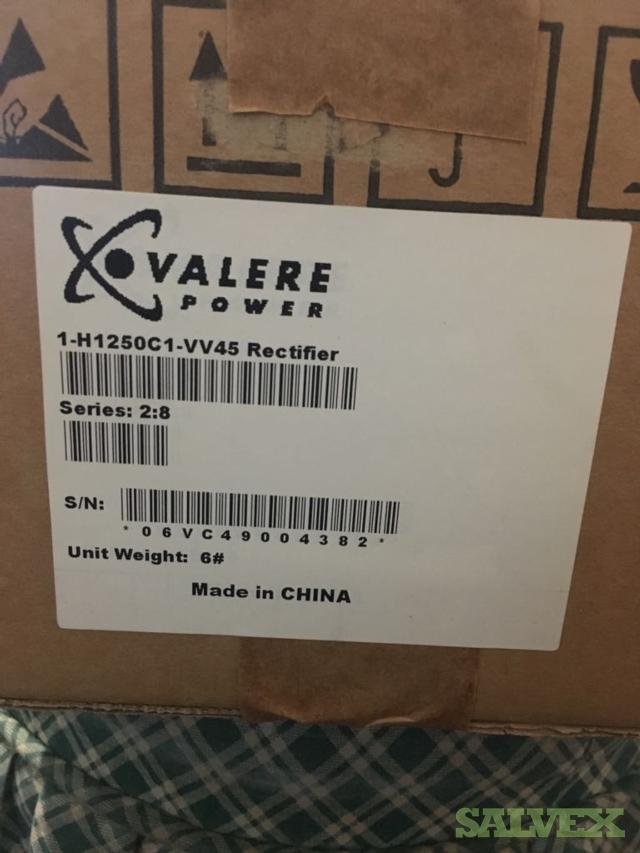 VALERE
POWER
1-H1250C1-VV45 Rectifier
Series: 2:8
S/N:
*06VC49004382*
Unit Weight: 6#
Made in CHINA
SALVEX